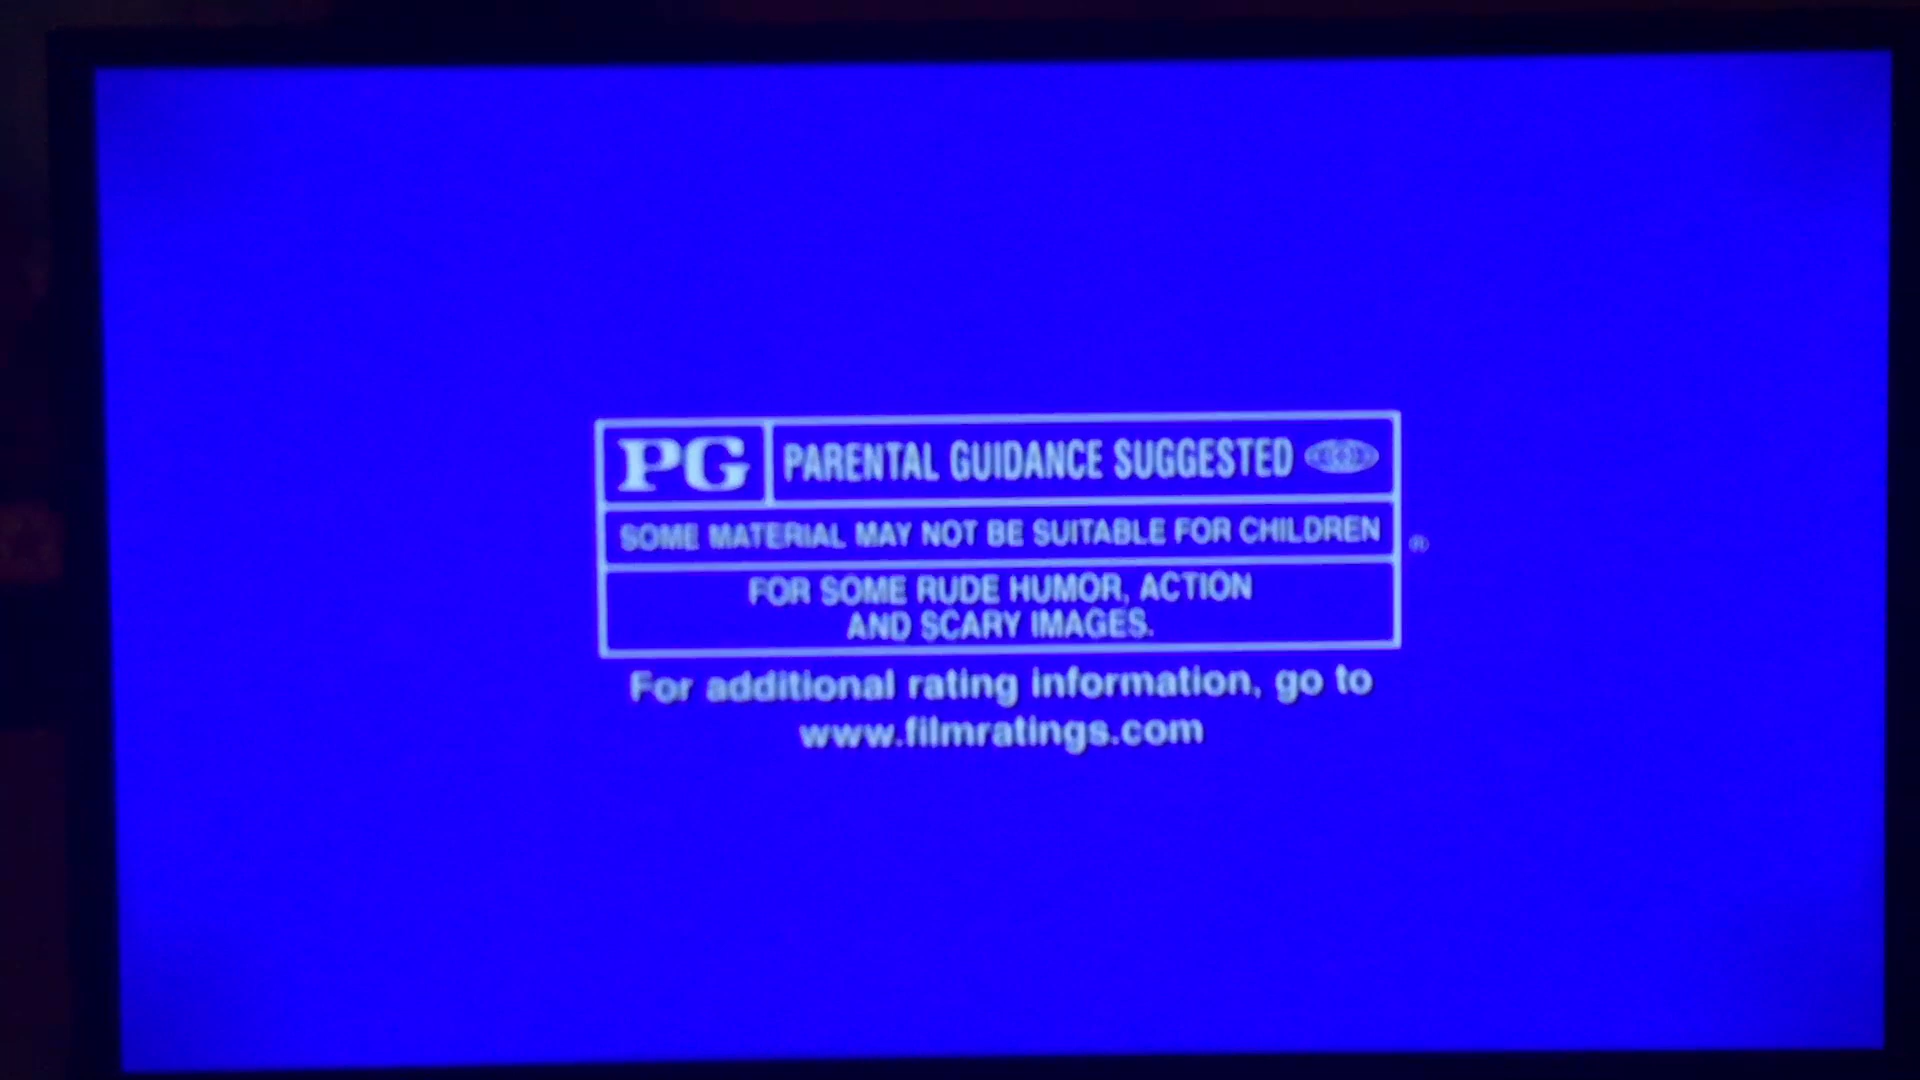 PG PARENTAL GUIDANCE SUGGESTED
SOME MATERIAL MAY NOT BE SUITABLE FOR CHILDREN ®
FOR SOME RUDE HUMOR, ACTION
AND SCARY IMAGES.
For additional rating information, go to
www.filmratings.com